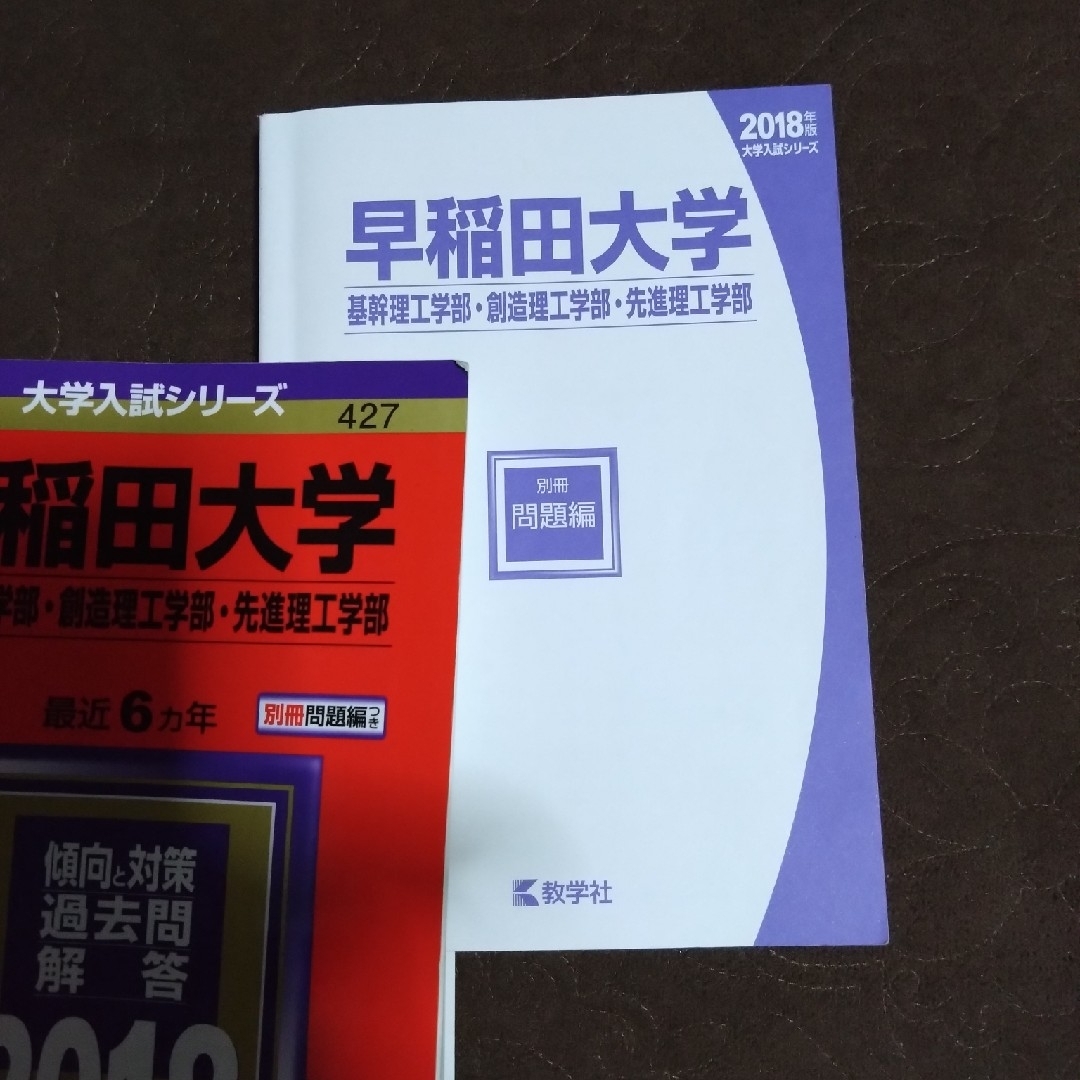 2018年版
大学入試シリーズ
早稲田大学
基幹理工学部・創造理工学部・先進理工学部
別冊
問題編
教学社
大学入試シリーズ
427
稲田大学
学部・創造理工学部・先進理工学部
最近6カ年
別冊問題編つき
傾向と対策
過去問
解答